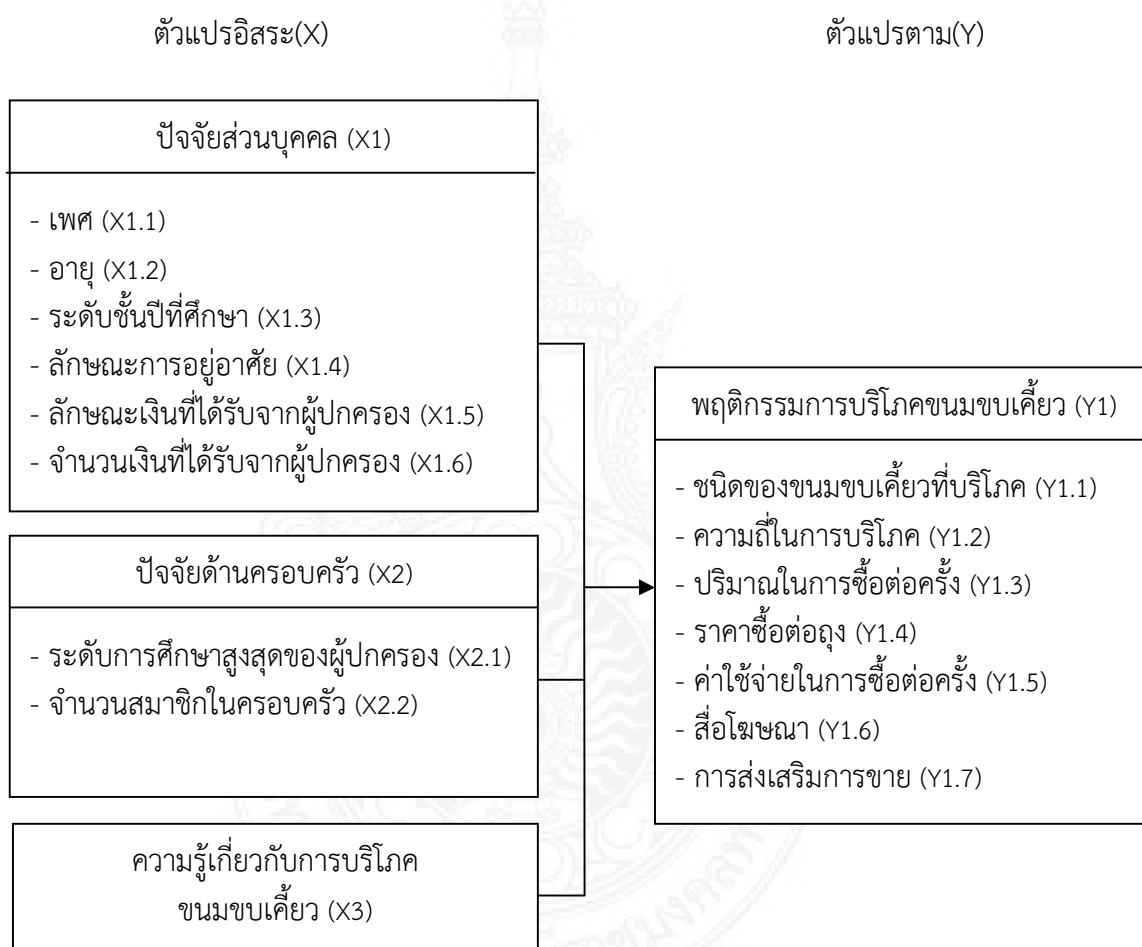 ตัวแปรอิสระ(X)
ตัวแปรตาม(Y)
ปัจจัยส่วนบุคคล (X1)
- เพศ (X1.1)
- อายุ (X1.2)
- ระดับชั้นปีที่ศึกษา (X1.3)
- ลักษณะการอยู่อาศัย (X1.4)
- ลักษณะเงินที่ได้รับจากผู้ปกครอง (X1.5)
- จำนวนเงินที่ได้รับจากผู้ปกครอง (X1.6)
ปัจจัยด้านครอบครัว (X2)
- ระดับการศึกษาสูงสุดของผู้ปกครอง (X2.1)
- จำนวนสมาชิกในครอบครัว (X2.2)
ความรู้เกี่ยวกับการบริโภค
ขนมขบเคี้ยว (X3)
พฤติกรรมการบริโภคขนมขบเคี้ยว (Y1)
- ชนิดของขนมขบเคี้ยวที่บริโภค (Y1.1)
- ความถี่ในการบริโภค (Y1.2)
- ปริมาณในการซื้อต่อครั้ง (Y1.3)
- ราคาซื้อต่อถุง (Y1.4)
- ค่าใช้จ่ายในการซื้อต่อครั้ง (Y1.5)
- สื่อโฆษณา (Y1.6)
- การส่งเสริมการขาย (Y1.7)